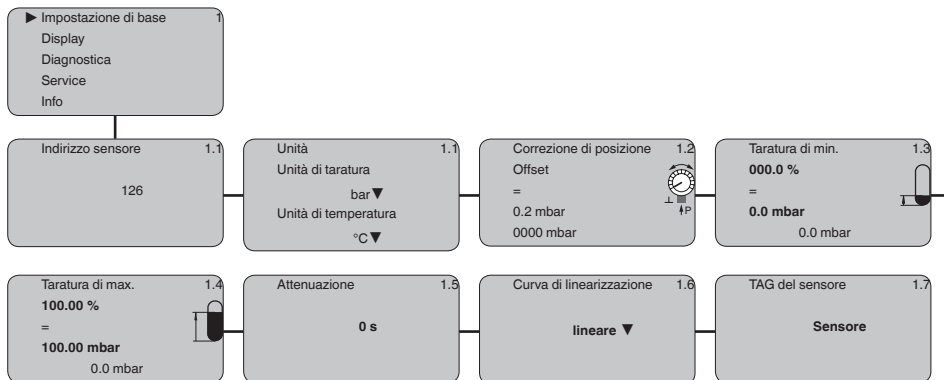 ▶ Impostazione di base 1
Display
Diagnostica
Service
Info
Indirizzo sensore 1.1
126
Unità 1.1
Unità di taratura
bar▼
Unità di temperatura
°C▼
Correzione di posizione 1.2
Offset
=
0.2 mbar
0000 mbar
P
Taratura di min. 1.3
000.0 %
=
0.0 mbar
0.0 mbar
Taratura di max. 1.4
100.00 %
=
100.00 mbar
0.0 mbar
Attenuazione 1.5
0 s
Curva di linearizzazione 1.6
lineare ▼
TAG del sensore 1.7
Sensore